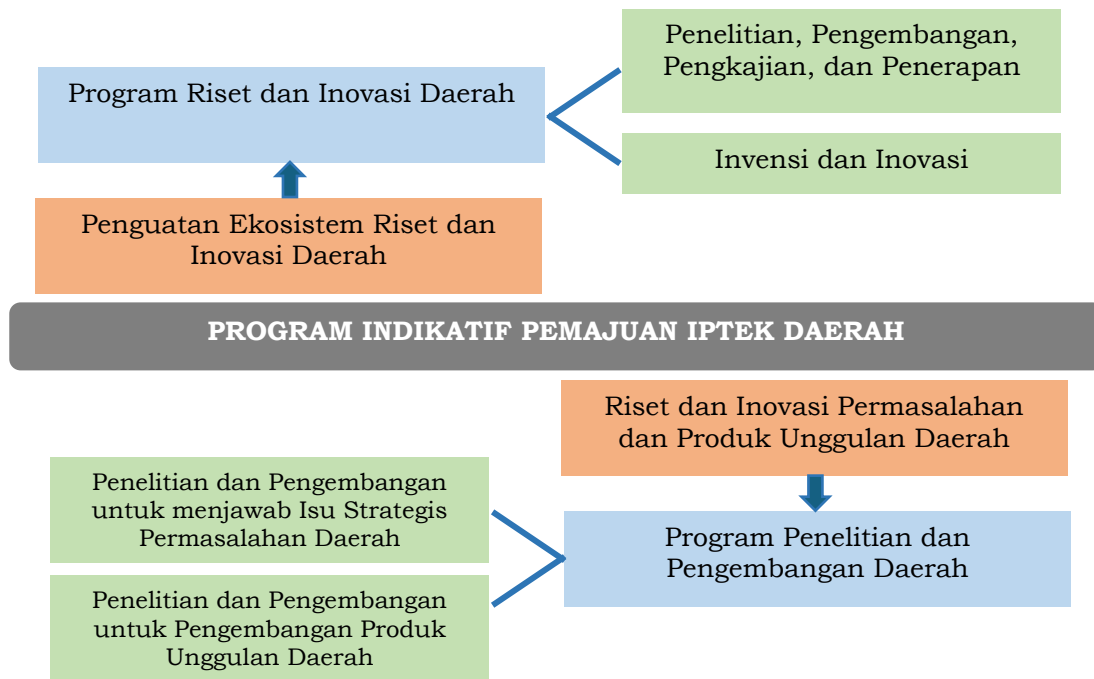 Penelitian, Pengembangan,
Pengkajian, dan Penerapan
Program Riset dan Inovasi Daerah
Invensi dan Inovasi
Penguatan Ekosistem Riset dan
Inovasi Daerah
PROGRAM INDIKATIF PEMAJUAN IPTEK DAERAH
Riset dan Inovasi Permasalahan
dan Produk Unggulan Daerah
Penelitian dan Pengembangan
untuk menjawab Isu Strategis
Permasalahan Daerah
Program Penelitian dan
Pengembangan Daerah
Penelitian dan Pengembangan
untuk Pengembangan Produk
Unggulan Daerah